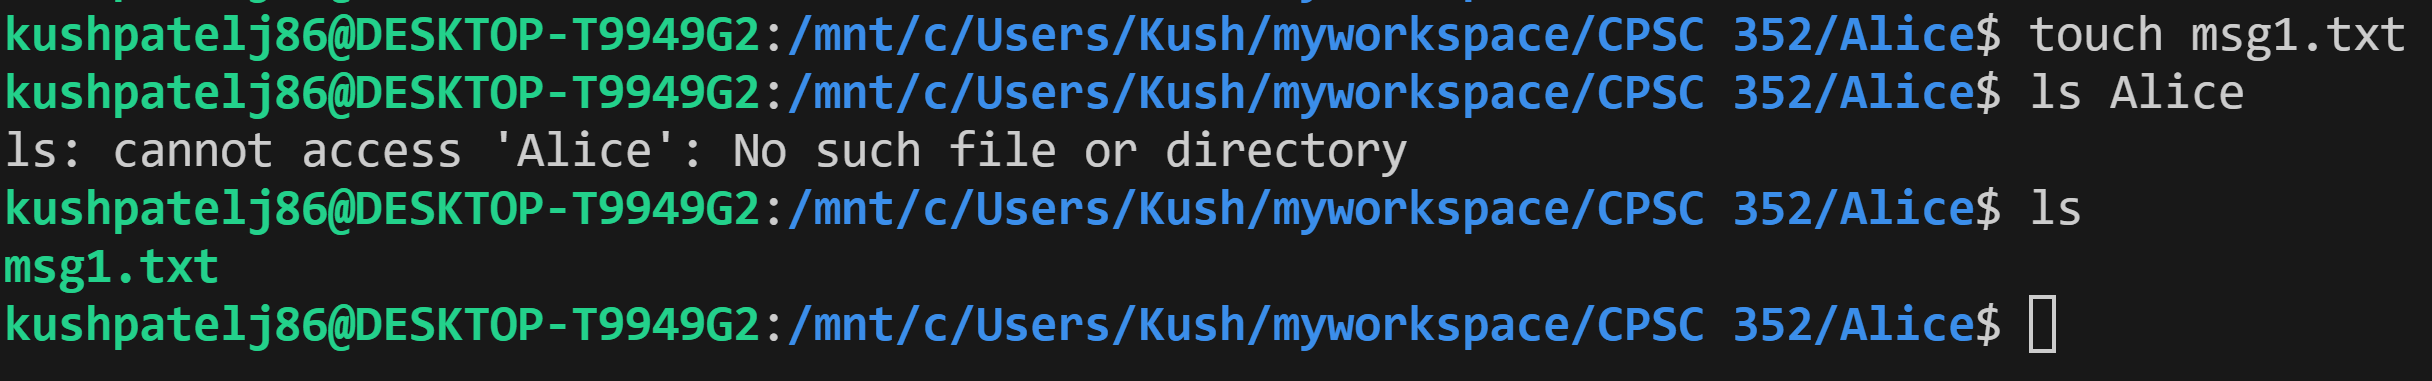 kushpatelj86@DESKTOP-T9949G2:/mnt/c/Users/Kush/myworkspace/CPSC 352/Alice$ touch msg1.txt
kushpatelj86@DESKTOP-T9949G2:/mnt/c/Users/Kush/myworkspace/CPSC 352/Alice$ ls Alice
ls: cannot access 'Alice': No such file or directory
kushpatelj86@DESKTOP-T9949G2:/mnt/c/Users/Kush/myworkspace/CPSC 352/Alice$ ls
msg1.txt
kushpatelj86@DESKTOP-T9949G2:/mnt/c/Users/Kush/myworkspace/CPSC 352/Alice$